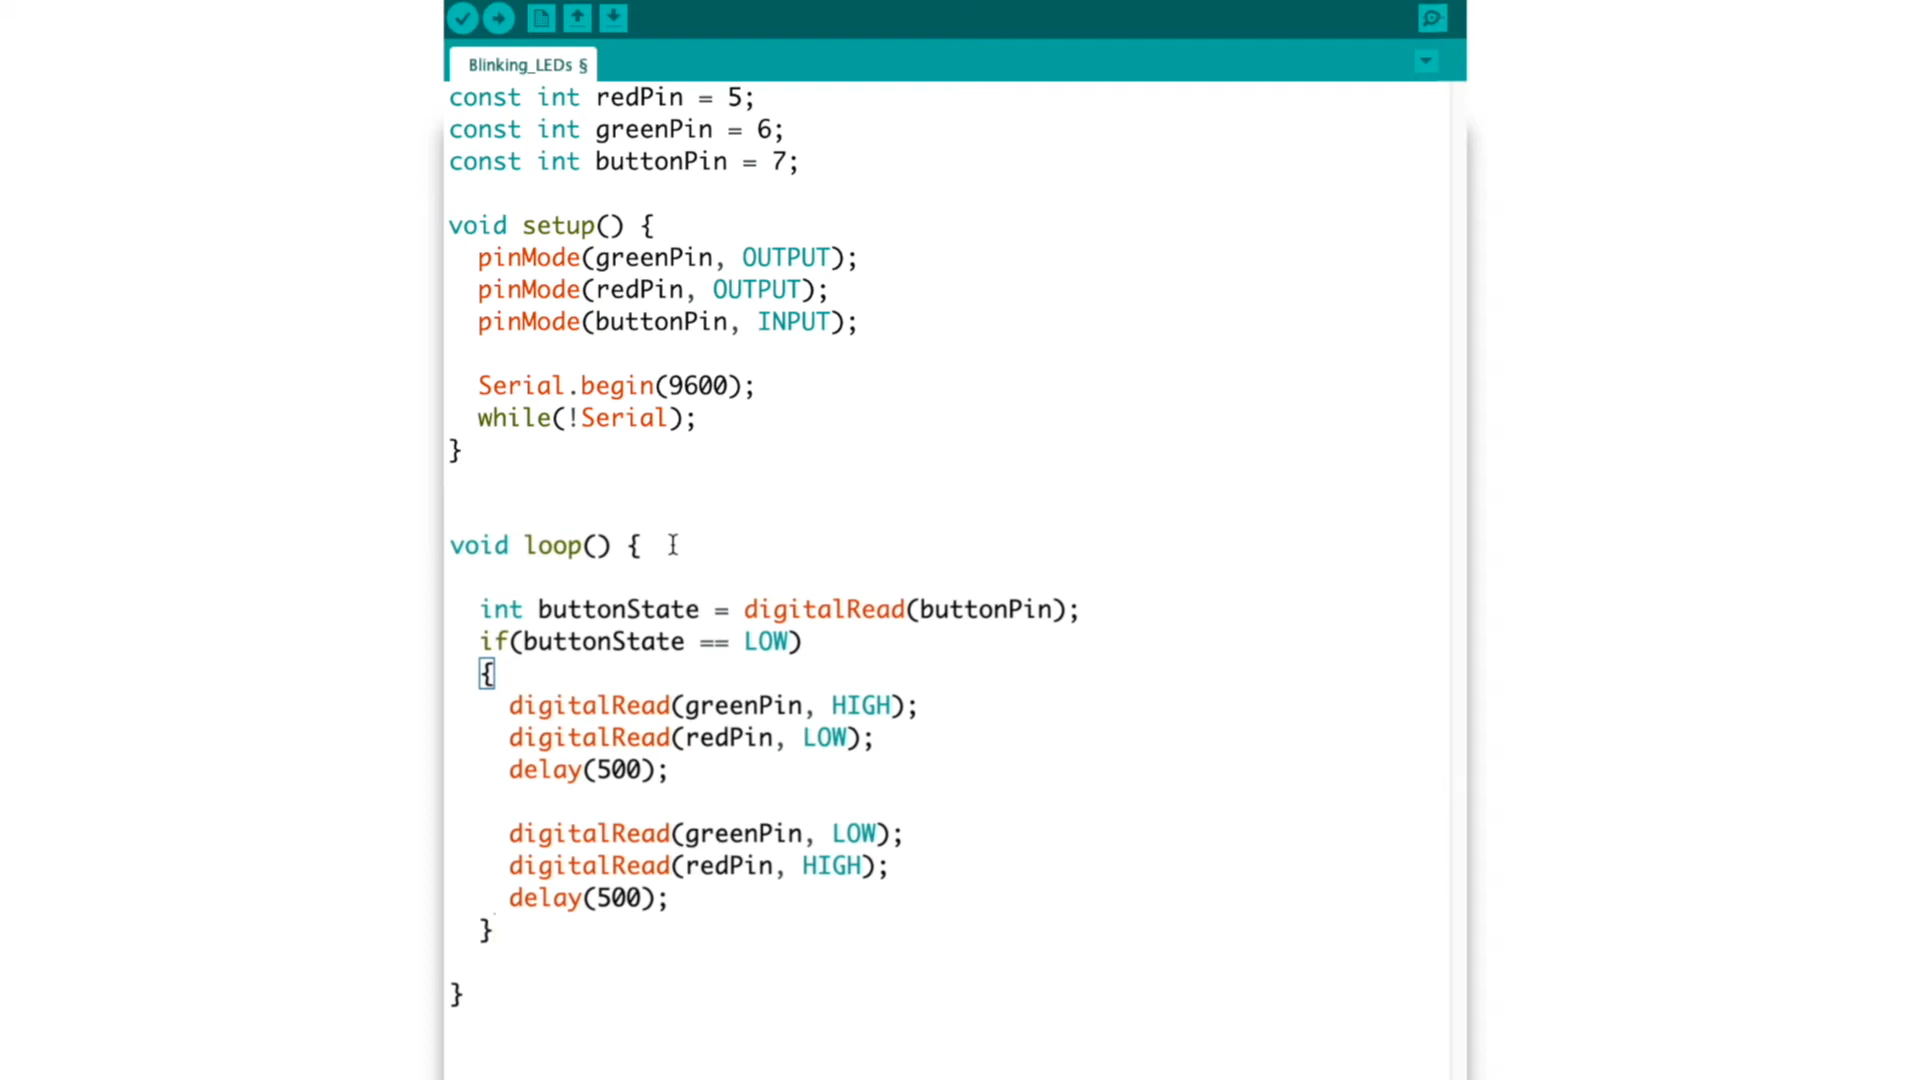 Blinking_LEDs §
const int redPin = 5;
const int greenPin = 6;
const int buttonPin = 7;
void setup() {
pinMode(greenPin, OUTPUT);
pinMode(redPin, OUTPUT);
pinMode(buttonPin, INPUT);
Serial.begin(9600);
while(!Serial);
}
void loop() {
int buttonState = digitalRead(buttonPin);
if(buttonState == LOW)
{
digitalRead(greenPin, HIGH);
digitalRead(redPin, LOW);
delay(500);
digitalRead(greenPin, LOW);
digitalRead(redPin, HIGH);
delay(500);
}
}